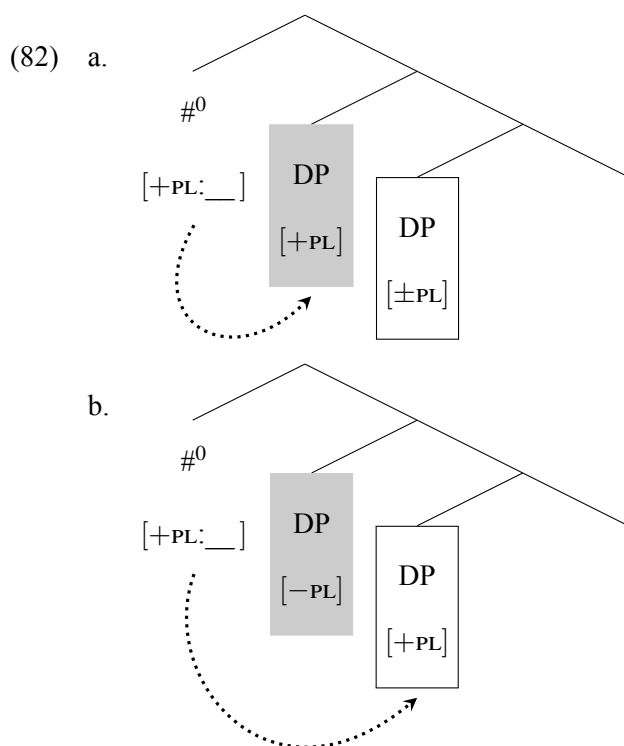 (82) a.
#⁰
[+PL:__]
DP
[+PL]
DP
[±PL]
b.
#⁰
[+PL:__]
DP
[−PL]
DP
[+PL]